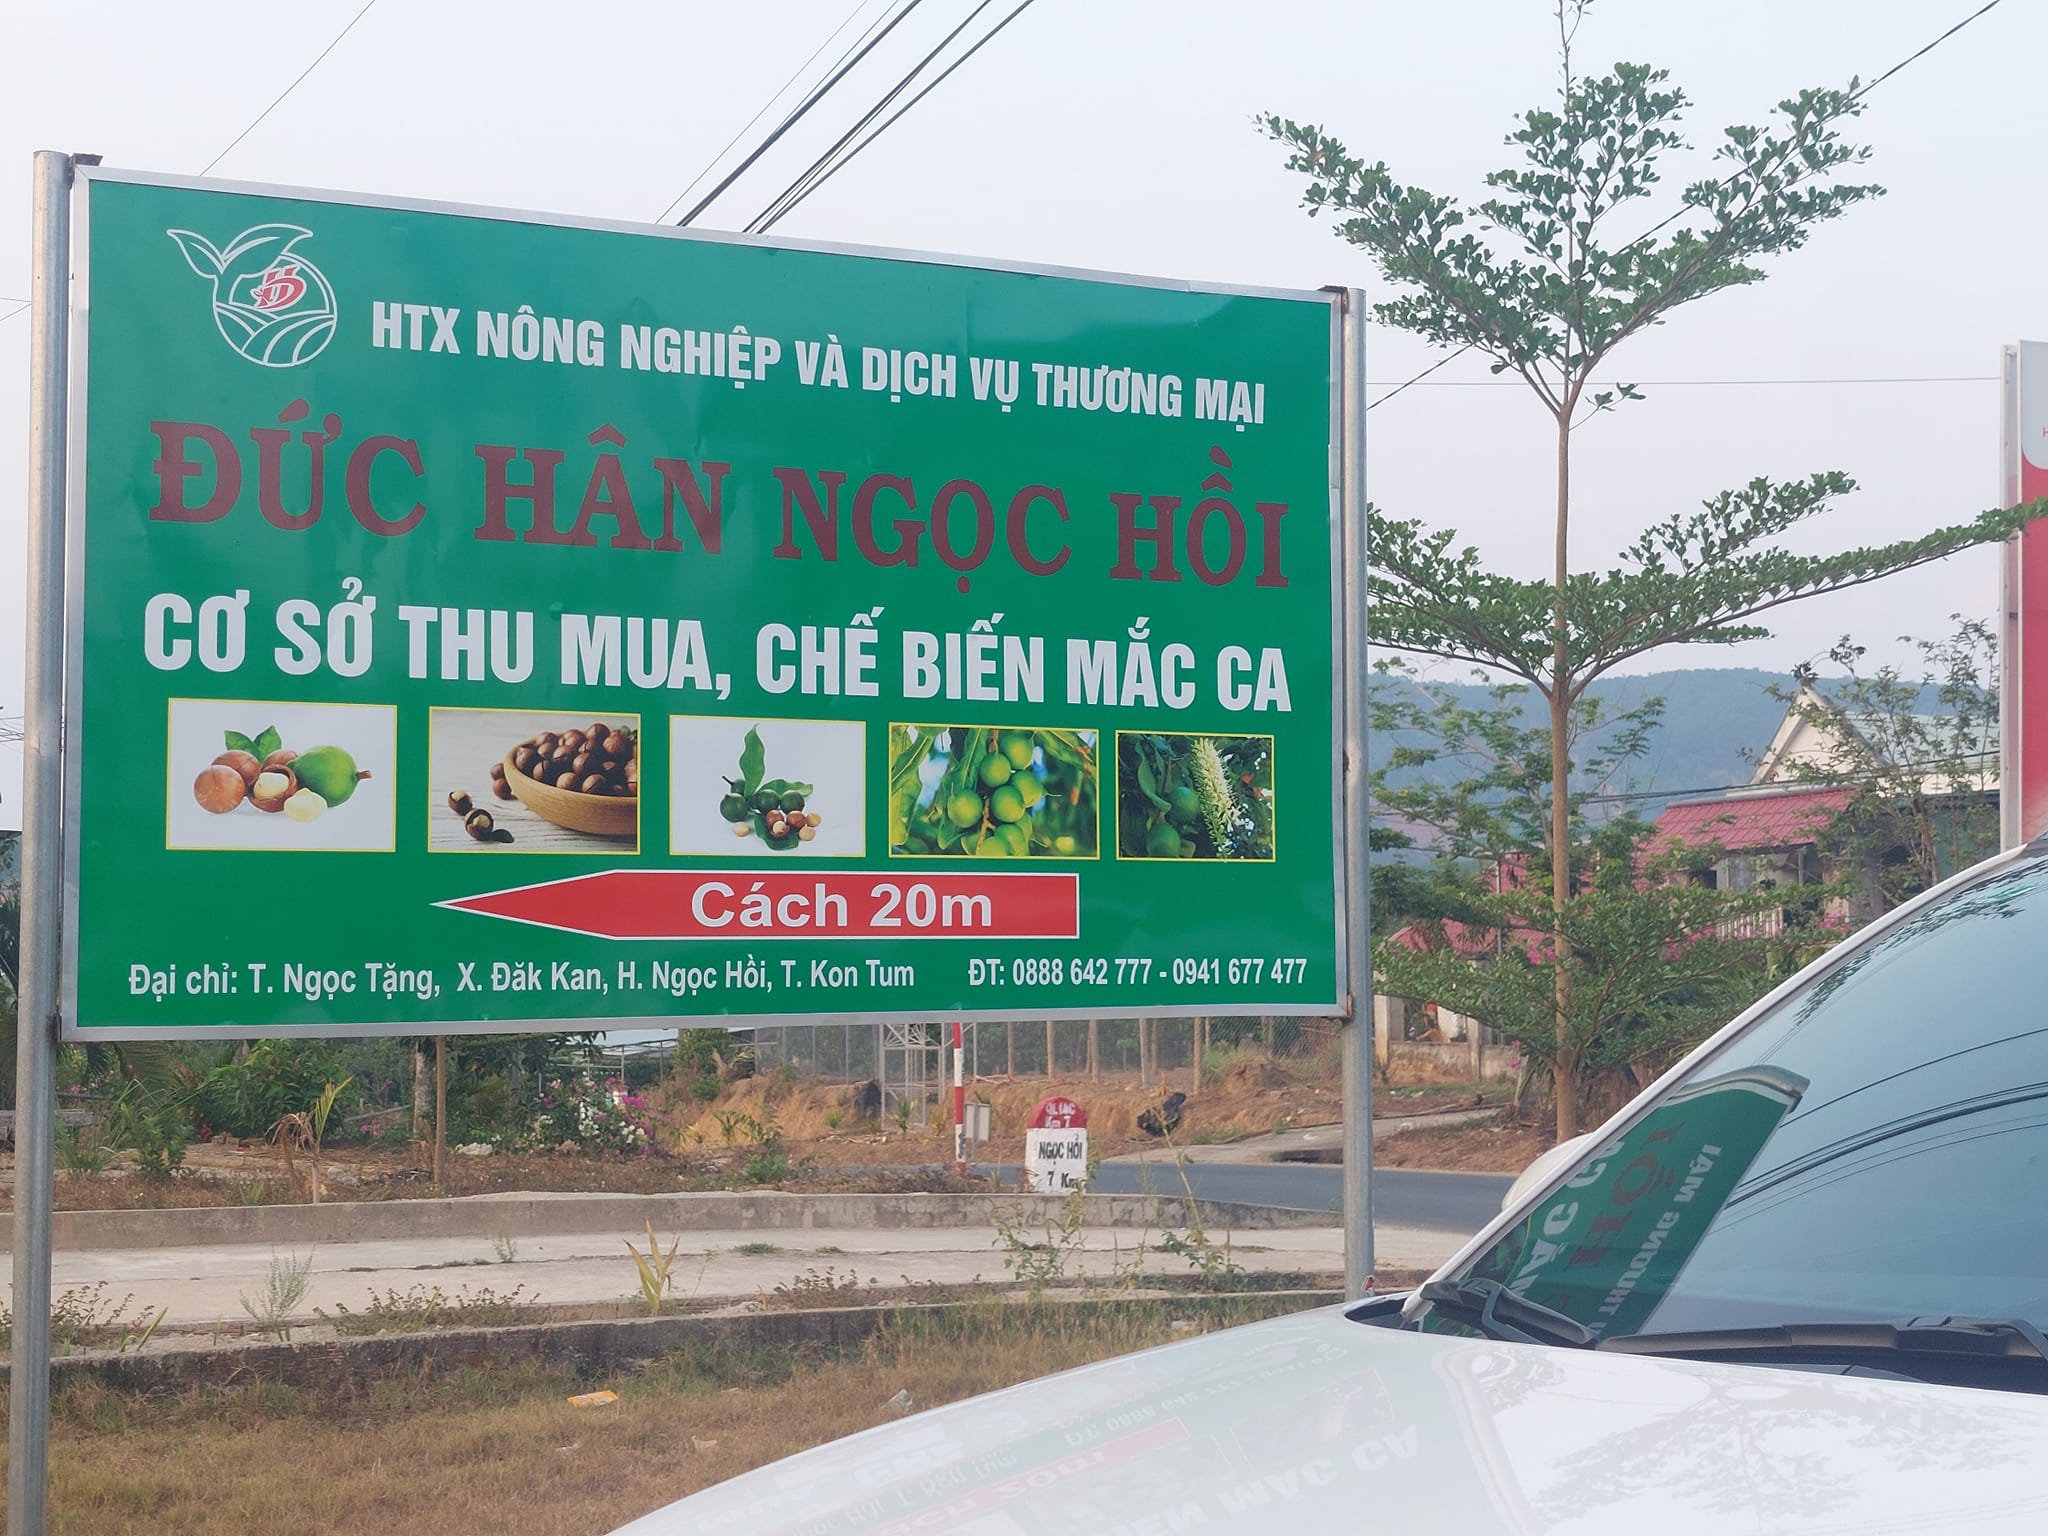 HTX NÔNG NGHIỆP VÀ DỊCH VỤ THƯƠNG MẠI
ĐỨC HÂN NGỌC HỒI
CƠ SỞ THU MUA, CHẾ BIẾN MẮC CA
Cách 20m
Đại chỉ: T. Ngọc Tặng, X. Đăk Kan, H. Ngọc Hồi, T. Kon Tum ĐT: 0888 642 777 - 0941 677 477
Km 7
NGỌC HỒI
7 Km